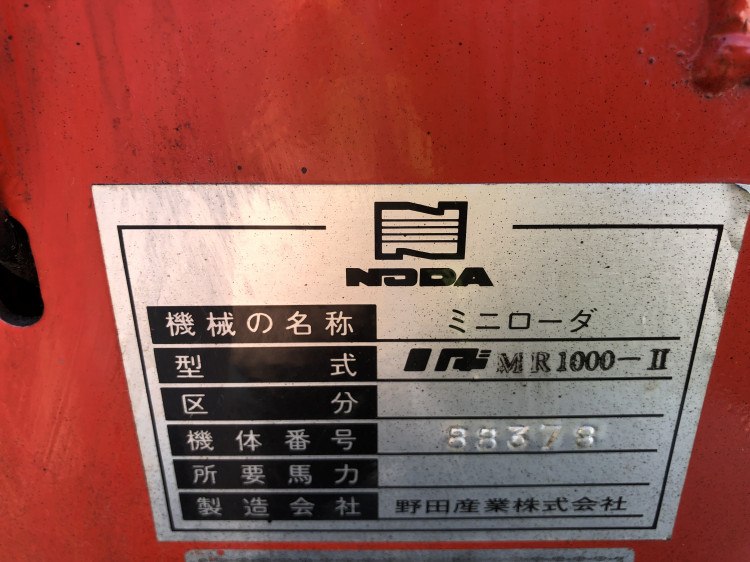 NODA
機械の名称 ミニローダ
型式 ノダ MR1000-II
区分
機体番号 88378
所要馬力
製造会社 野田産業株式会社